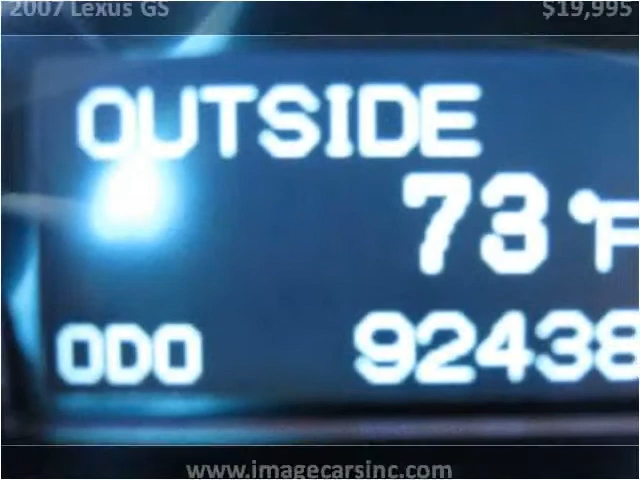 2007 Lexus GS $19,995
OUTSIDE
73°F
ODO 92438
www.imagecarsinc.com